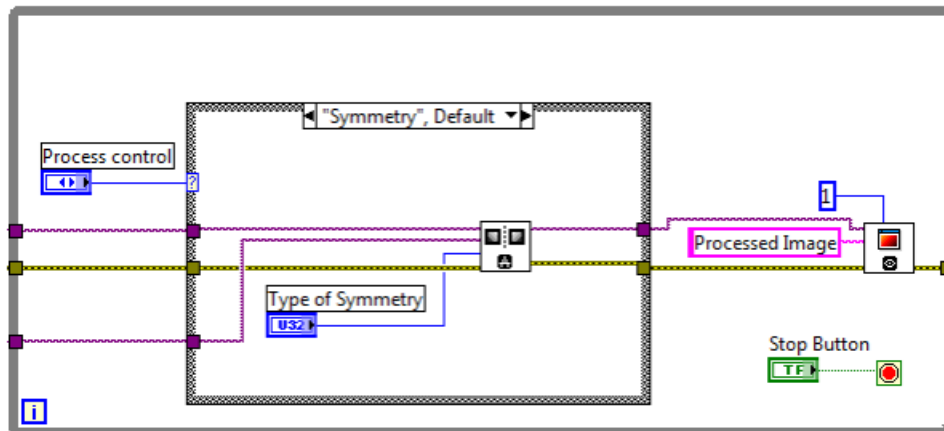 "Symmetry", Default
Process control
?
1
Processed Image
Type of Symmetry
U32
Stop Button
TF
i